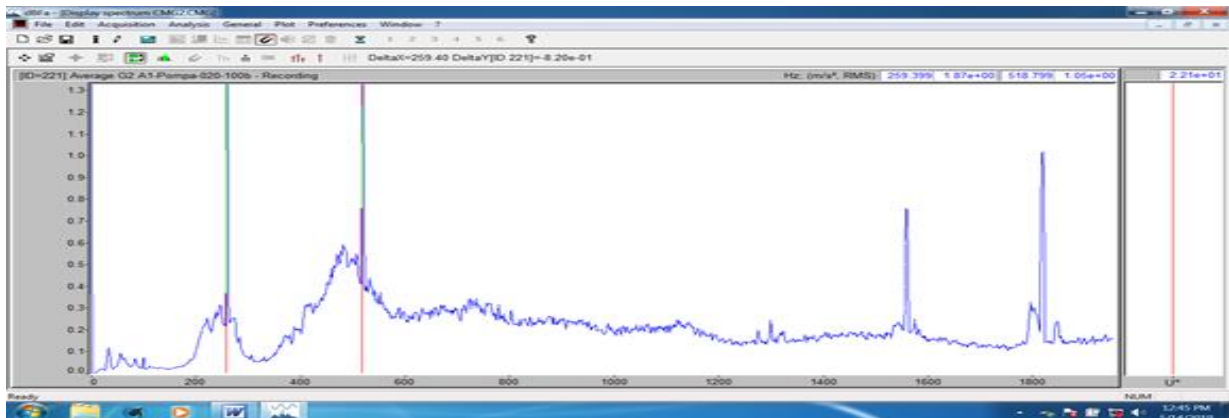 dBFa - [Display spectrum CMG2.CMG]
File Edit Acquisition Analysis General Plot Preferences Window ?
DeltaX=259.40 DeltaY[ID 221]=-8.20e-01
[ID=221] Average G2 A1-Pompa-020-100b - Recording Hz; (m/s², RMS) 259.399 1.87e+00 518.799 1.05e+00 2.21e+01
1.3
1.2
1.1
1.0
0.9
0.8
0.7
0.6
0.5
0.4
0.3
0.2
0.1
0.0
0 200 400 600 800 1000 1200 1400 1600 1800
Ready NUM
12:45 PM